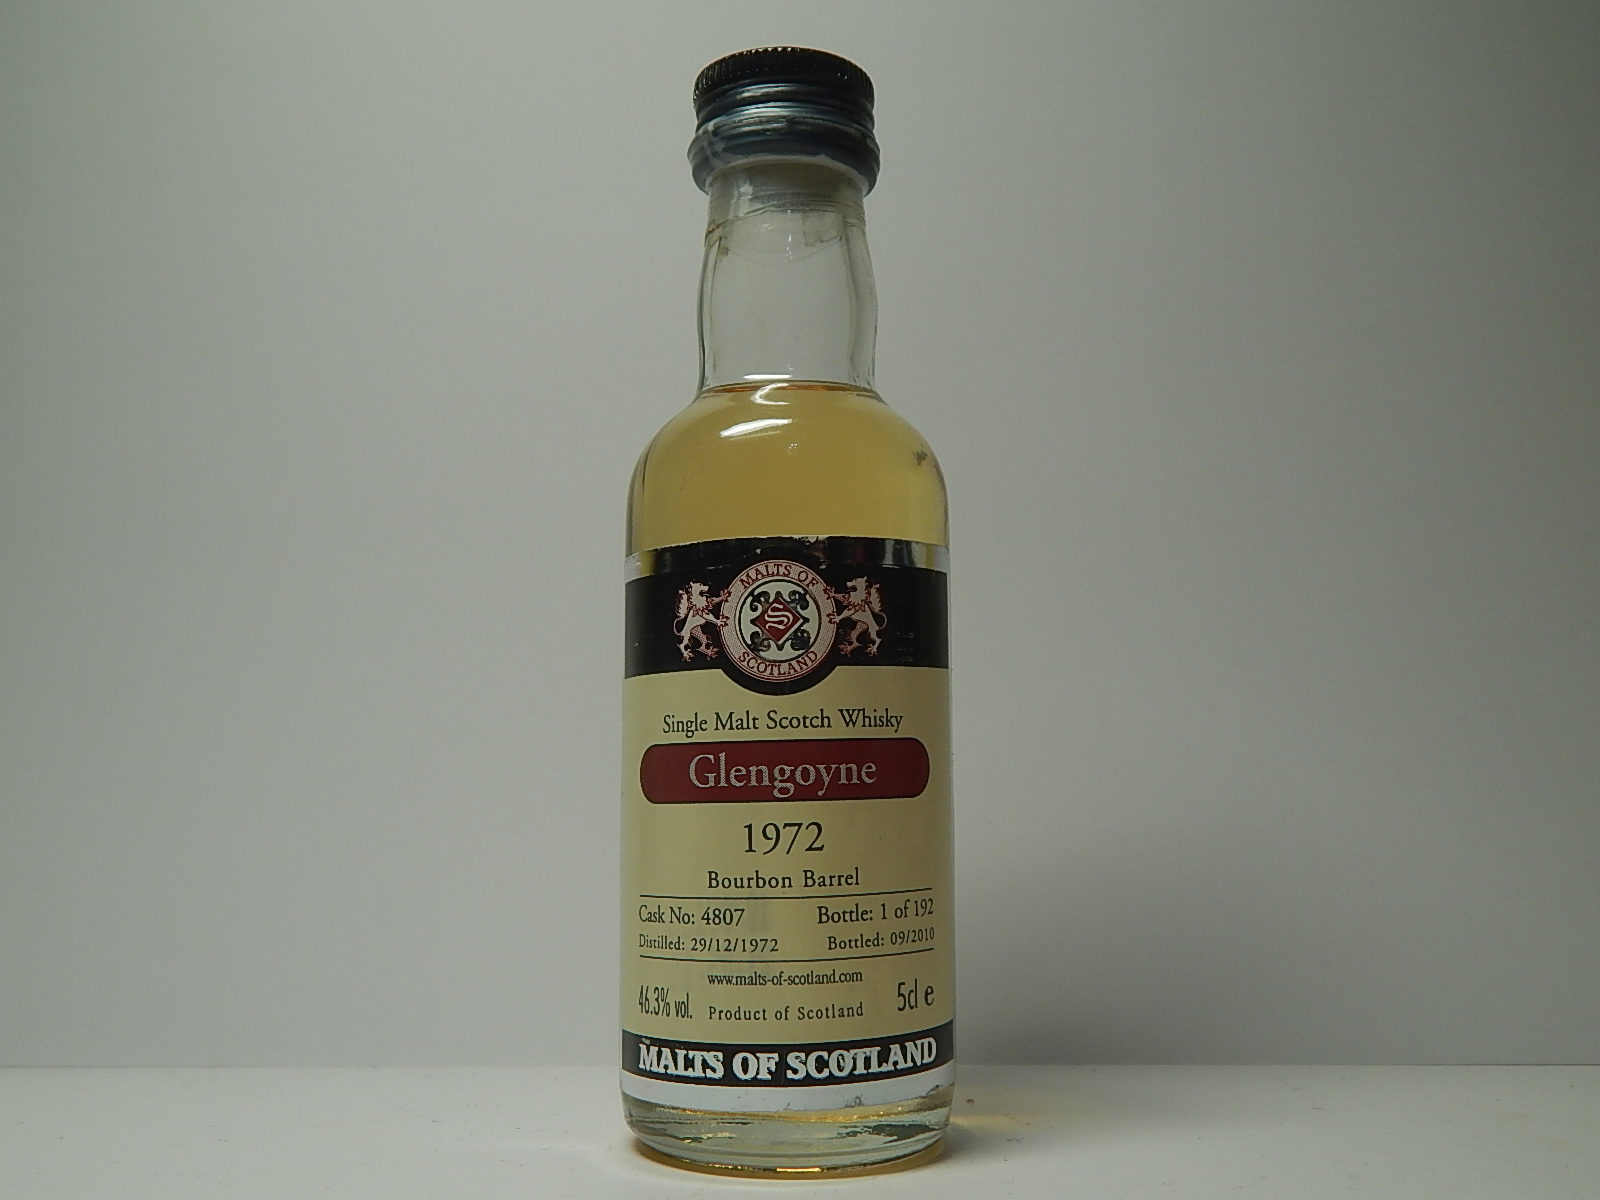 MALTS OF
S
SCOTLAND
Single Malt Scotch Whisky
Glengoyne
1972
Bourbon Barrel
Cask No: 4807 Bottle: 1 of 192
Distilled: 29/12/1972 Bottled: 09/2010
www.malts-of-scotland.com
46.3% vol. Product of Scotland 5cl e
MALTS OF SCOTLAND